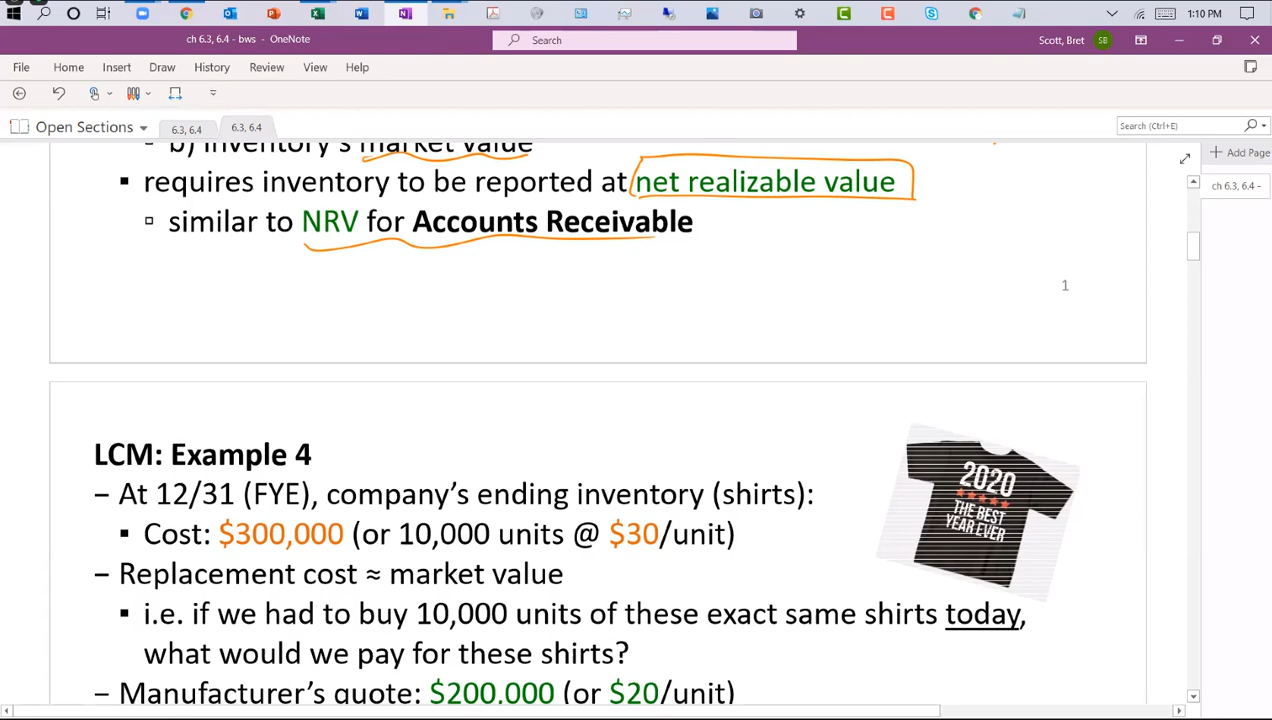 1:10 PM
ch 6.3, 6.4 - bws - OneNote
Search
Scott, Bret
SB
File Home Insert Draw History Review View Help
Open Sections
6.3, 6.4
6.3, 6.4
Search (Ctrl+E)
Add Page
ch 6.3, 6.4 -
b) inventory's market value
▪ requires inventory to be reported at net realizable value
▫ similar to NRV for Accounts Receivable
1
LCM: Example 4
– At 12/31 (FYE), company's ending inventory (shirts):
▪ Cost: $300,000 (or 10,000 units @ $30/unit)
– Replacement cost ≈ market value
▪ i.e. if we had to buy 10,000 units of these exact same shirts today,
what would we pay for these shirts?
– Manufacturer's quote: $200,000 (or $20/unit)
2020
THE BEST
YEAR EVER